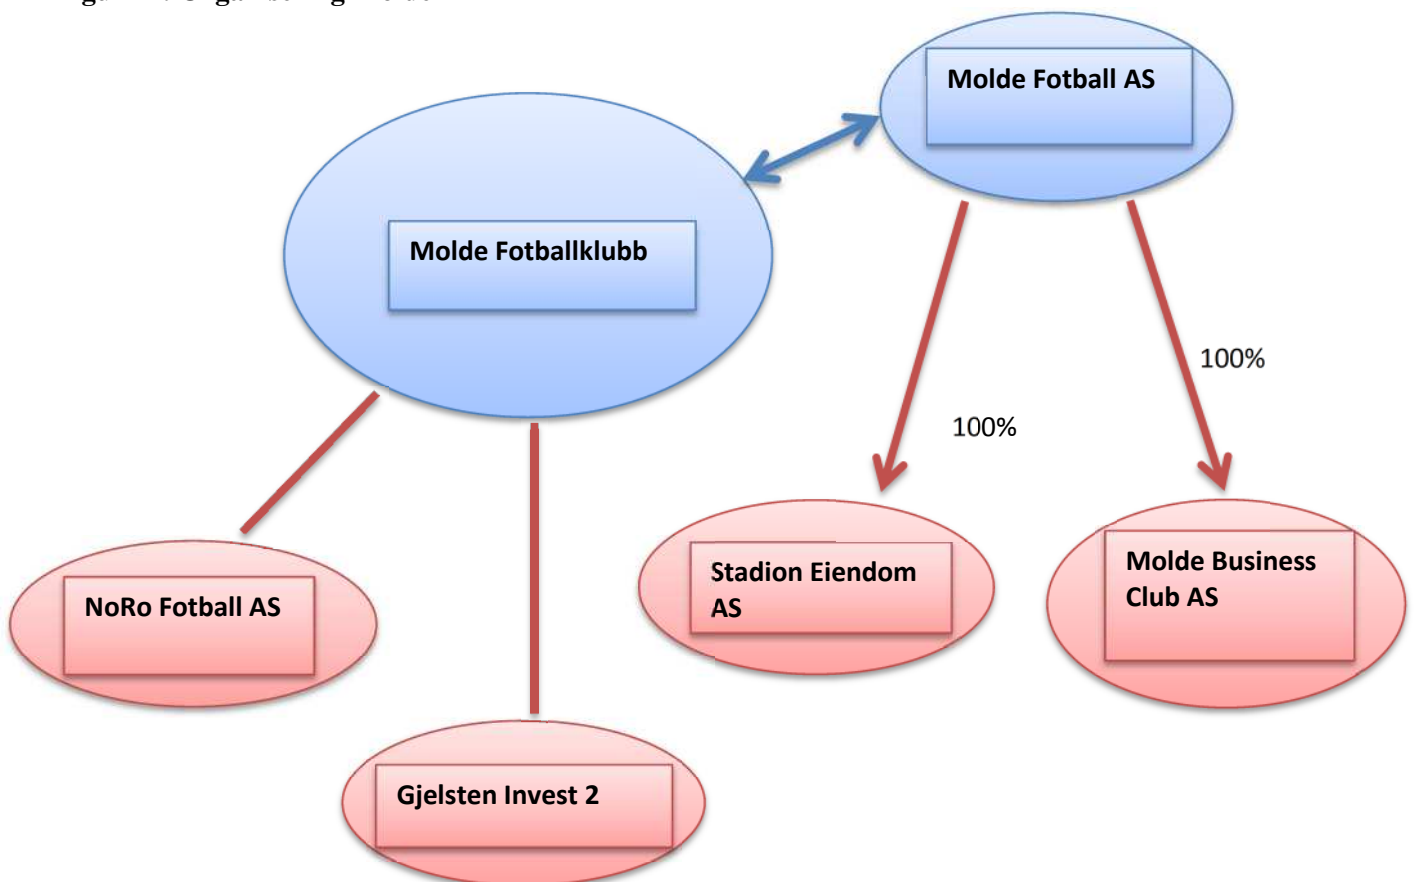 Molde Fotball AS
Molde Fotballklubb
100%
100%
Stadion Eiendom
AS
Molde Business
Club AS
NoRo Fotball AS
Gjelsten Invest 2